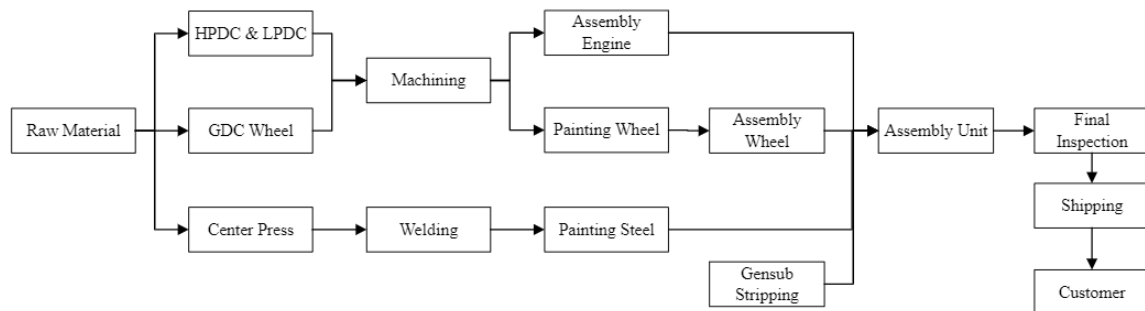 Raw Material
HPDC & LPDC
GDC Wheel
Center Press
Machining
Welding
Assembly
Engine
Painting Wheel
Painting Steel
Assembly
Wheel
Gensub
Stripping
Assembly Unit
Final
Inspection
Shipping
Customer